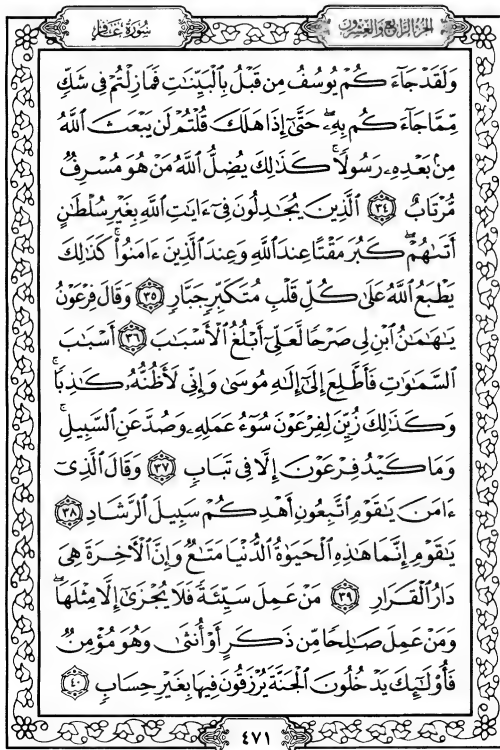 الجزء الرابع والعشرون
سورة غافر
وَلَقَدْ جَآءَكُمْ يُوسُفُ مِن قَبْلُ بِٱلْبَيِّنَٰتِ فَمَا زِلْتُمْ فِى شَكٍّ
مِّمَّا جَآءَكُم بِهِۦ ۖ حَتَّىٰٓ إِذَا هَلَكَ قُلْتُمْ لَن يَبْعَثَ ٱللَّهُ
مِنۢ بَعْدِهِۦ رَسُولًا ۚ كَذَٰلِكَ يُضِلُّ ٱللَّهُ مَنْ هُوَ مُسْرِفٌ
مُّرْتَابٌ ٣٤ ٱلَّذِينَ يُجَٰدِلُونَ فِىٓ ءَايَٰتِ ٱللَّهِ بِغَيْرِ سُلْطَٰنٍ
أَتَىٰهُمْ ۖ كَبُرَ مَقْتًا عِندَ ٱللَّهِ وَعِندَ ٱلَّذِينَ ءَامَنُوا۟ ۚ كَذَٰلِكَ
يَطْبَعُ ٱللَّهُ عَلَىٰ كُلِّ قَلْبِ مُتَكَبِّرٍ جَبَّارٍ ٣٥ وَقَالَ فِرْعَوْنُ
يَٰهَٰمَٰنُ ٱبْنِ لِى صَرْحًا لَّعَلِّىٓ أَبْلُغُ ٱلْأَسْبَٰبَ ٣٦ أَسْبَٰبَ
ٱلسَّمَٰوَٰتِ فَأَطَّلِعَ إِلَىٰٓ إِلَٰهِ مُوسَىٰ وَإِنِّى لَأَظُنُّهُۥ كَٰذِبًا ۚ
وَكَذَٰلِكَ زُيِّنَ لِفِرْعَوْنَ سُوٓءُ عَمَلِهِۦ وَصُدَّ عَنِ ٱلسَّبِيلِ ۚ
وَمَا كَيْدُ فِرْعَوْنَ إِلَّا فِى تَبَابٍ ٣٧ وَقَالَ ٱلَّذِىٓ
ءَامَنَ يَٰقَوْمِ ٱتَّبِعُونِ أَهْدِكُمْ سَبِيلَ ٱلرَّشَادِ ٣٨
يَٰقَوْمِ إِنَّمَا هَٰذِهِ ٱلْحَيَوٰةُ ٱلدُّنْيَا مَتَٰعٌ وَإِنَّ ٱلْءَاخِرَةَ هِىَ
دَارُ ٱلْقَرَارِ ٣٩ مَنْ عَمِلَ سَيِّئَةً فَلَا يُجْزَىٰٓ إِلَّا مِثْلَهَا ۖ
وَمَنْ عَمِلَ صَٰلِحًا مِّن ذَكَرٍ أَوْ أُنثَىٰ وَهُوَ مُؤْمِنٌ
فَأُو۟لَٰٓئِكَ يَدْخُلُونَ ٱلْجَنَّةَ يُرْزَقُونَ فِيهَا بِغَيْرِ حِسَابٍ ٤٠
٤٧١